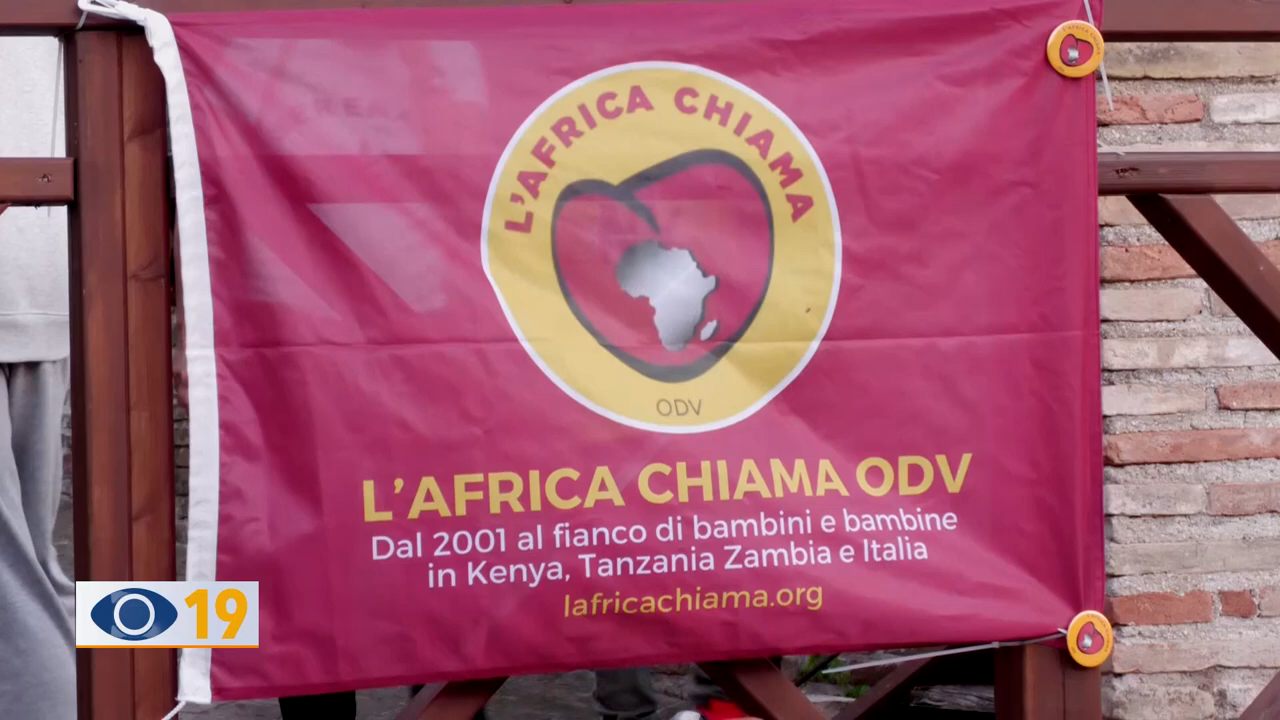 L'AFRICA CHIAMA
ODV
L'AFRICA CHIAMA ODV
Dal 2001 al fianco di bambini e bambine
in Kenya, Tanzania Zambia e Italia
lafricachiama.org
19